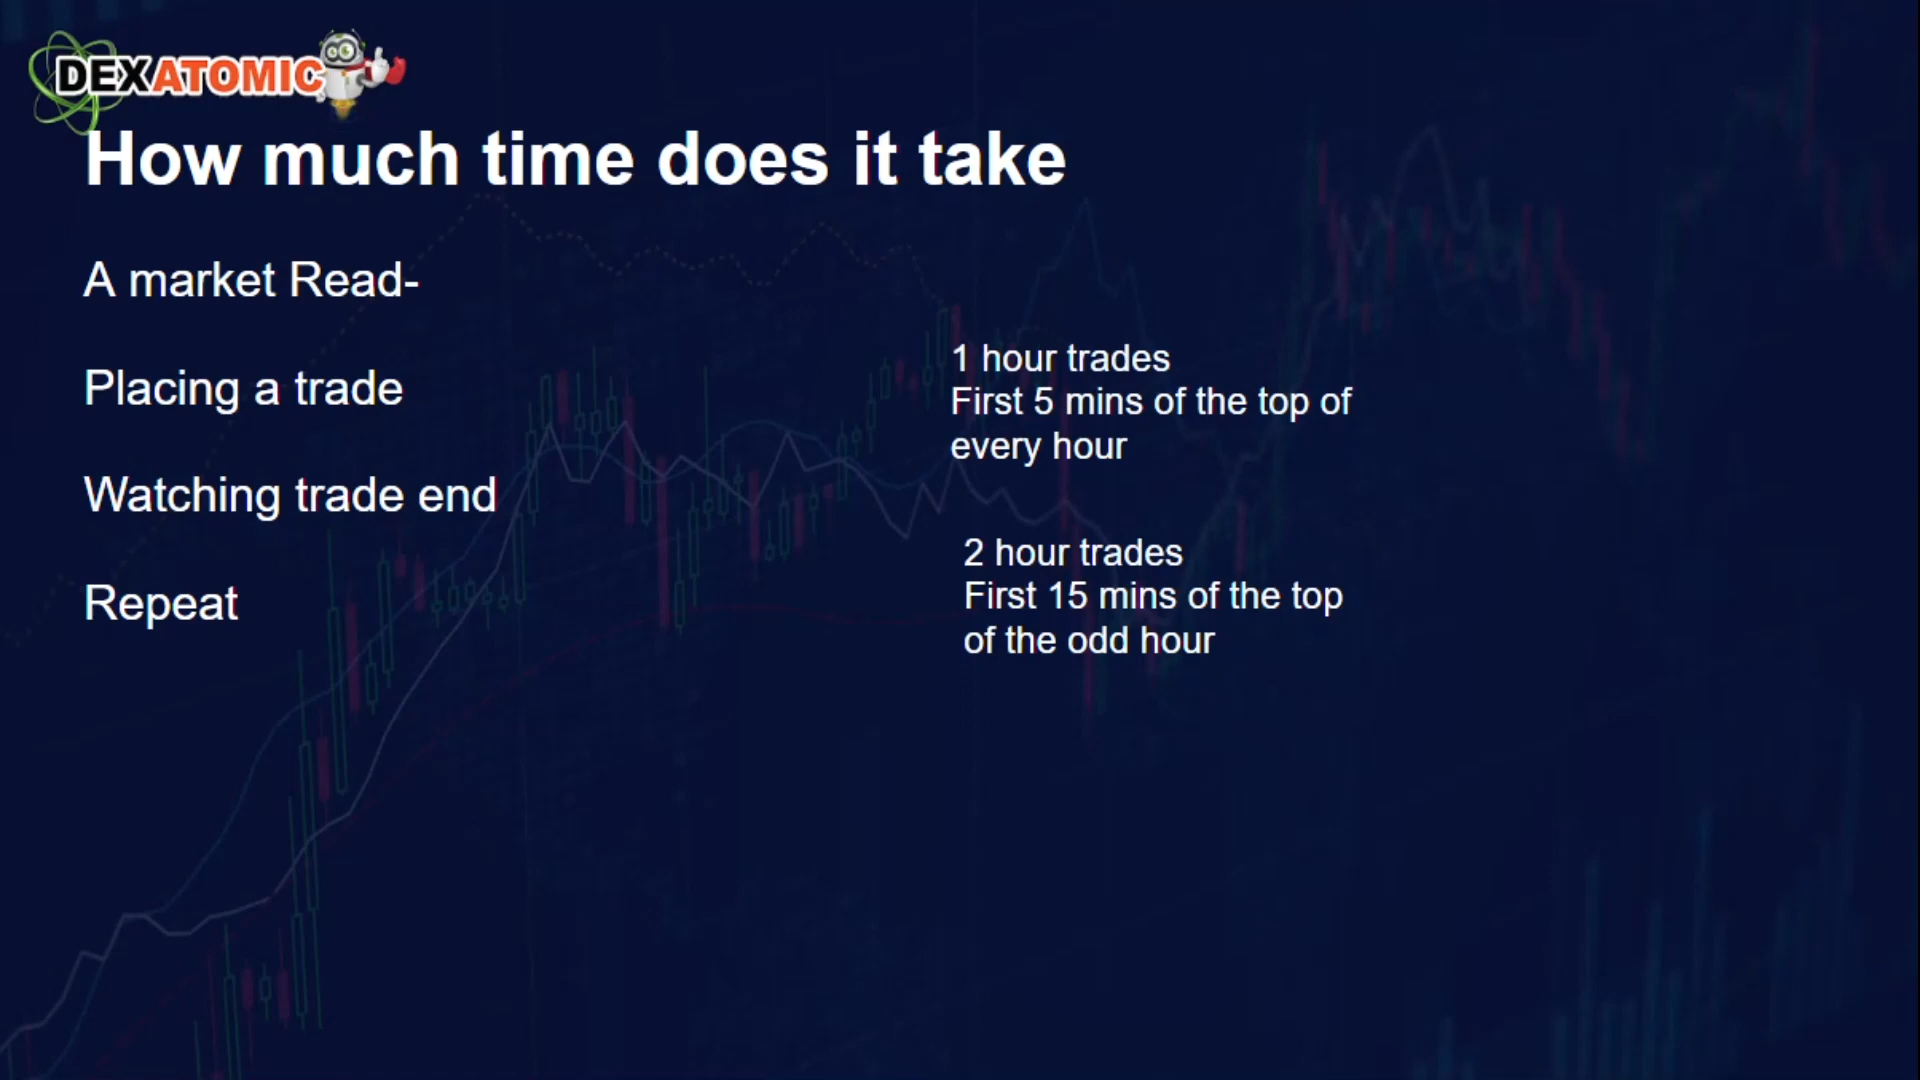 DEXATOMIC
How much time does it take
A market Read-
Placing a trade
Watching trade end
Repeat
1 hour trades
First 5 mins of the top of
every hour
2 hour trades
First 15 mins of the top
of the odd hour